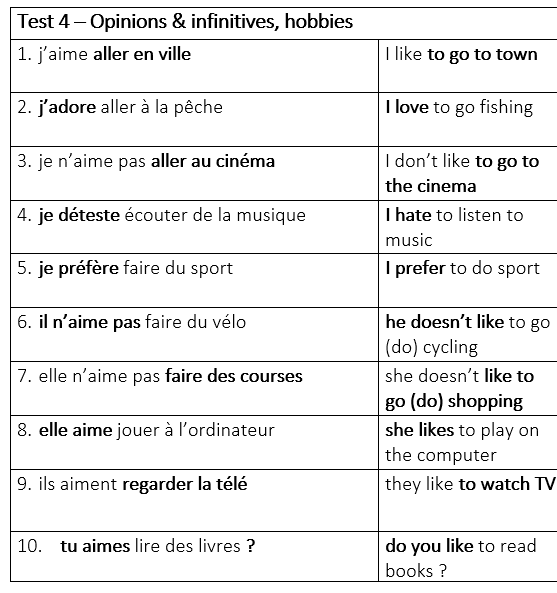 Test 4 – Opinions & infinitives, hobbies
1. j’aime aller en ville
I like to go to town
2. j’adore aller à la pêche
I love to go fishing
3. je n’aime pas aller au cinéma
I don’t like to go to
the cinema
4. je déteste écouter de la musique
I hate to listen to
music
5. je préfère faire du sport
I prefer to do sport
6. il n’aime pas faire du vélo
he doesn’t like to go
(do) cycling
7. elle n’aime pas faire des courses
she doesn’t like to
go (do) shopping
8. elle aime jouer à l’ordinateur
she likes to play on
the computer
9. ils aiment regarder la télé
they like to watch TV
10. tu aimes lire des livres ?
do you like to read
books ?